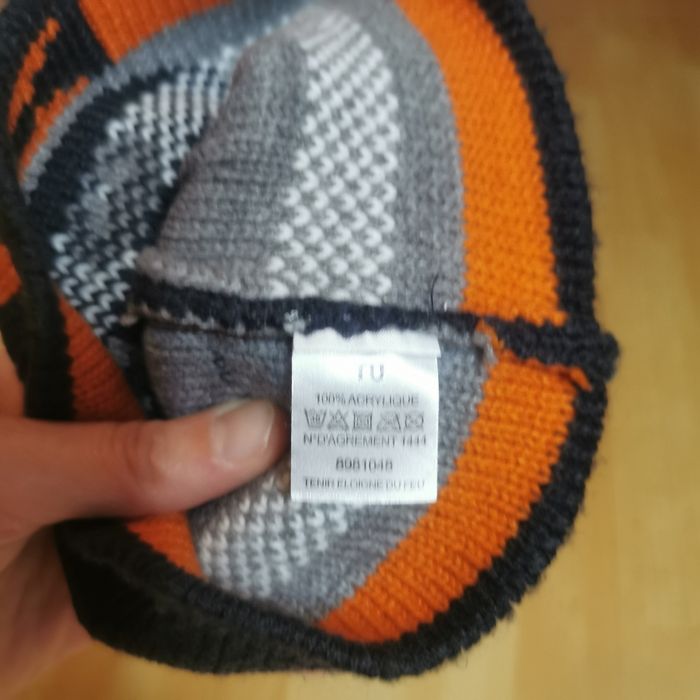 TU
100% ACRYLIQUE
N°D'AGREMENT 1444
8981048
TENIR ELOIGNE DU FEU